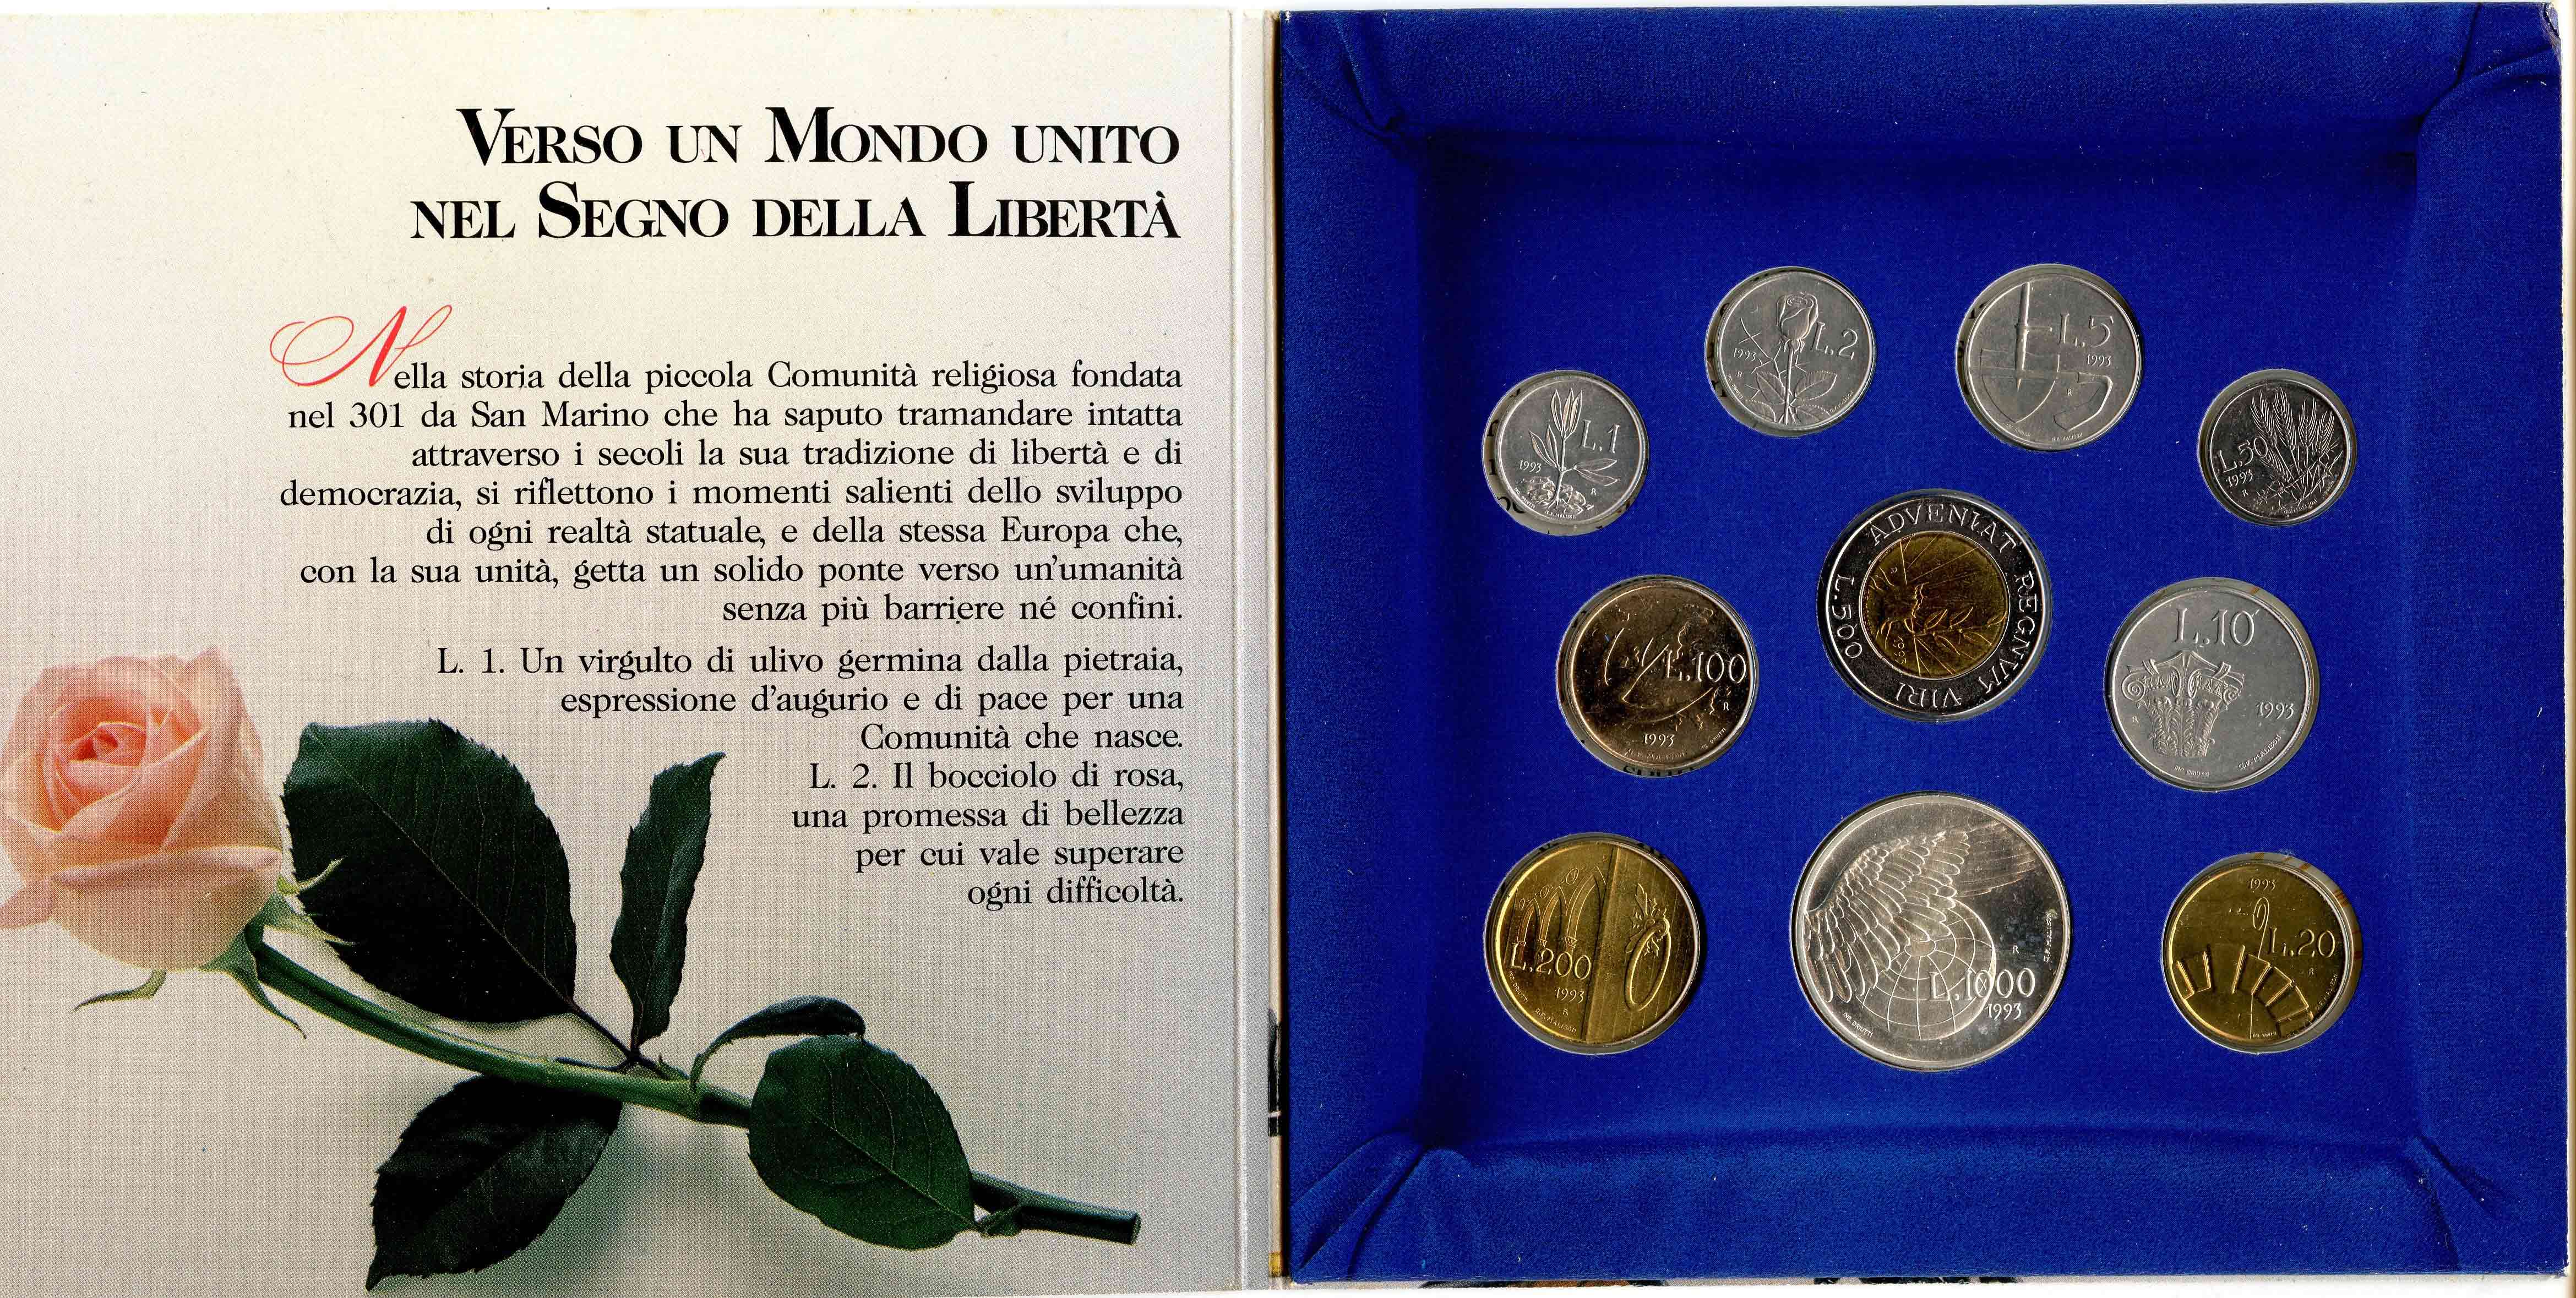 VERSO UN MONDO UNITO
NEL SEGNO DELLA LIBERTÀ
Nella storia della piccola Comunità religiosa fondata
nel 301 da San Marino che ha saputo tramandare intatta
attraverso i secoli la sua tradizione di libertà e di
democrazia, si riflettono i momenti salienti dello sviluppo
di ogni realtà statuale, e della stessa Europa che,
con la sua unità, getta un solido ponte verso un'umanità
senza più barriere né confini.
L. 1. Un virgulto di ulivo germina dalla pietraia,
espressione d'augurio e di pace per una
Comunità che nasce.
L. 2. Il bocciolo di rosa,
una promessa di bellezza
per cui vale superare
ogni difficoltà.
L.2
1993
R
L.5
1993
R
L.1
1993
R
L.50
1993
R
ADVENIAT REGNVM VIRI
L.500
1993
R
L.100
R
1993
L.10
R
1993
L.200
1993
R
L.1000
R
1993
1993
L.20
R